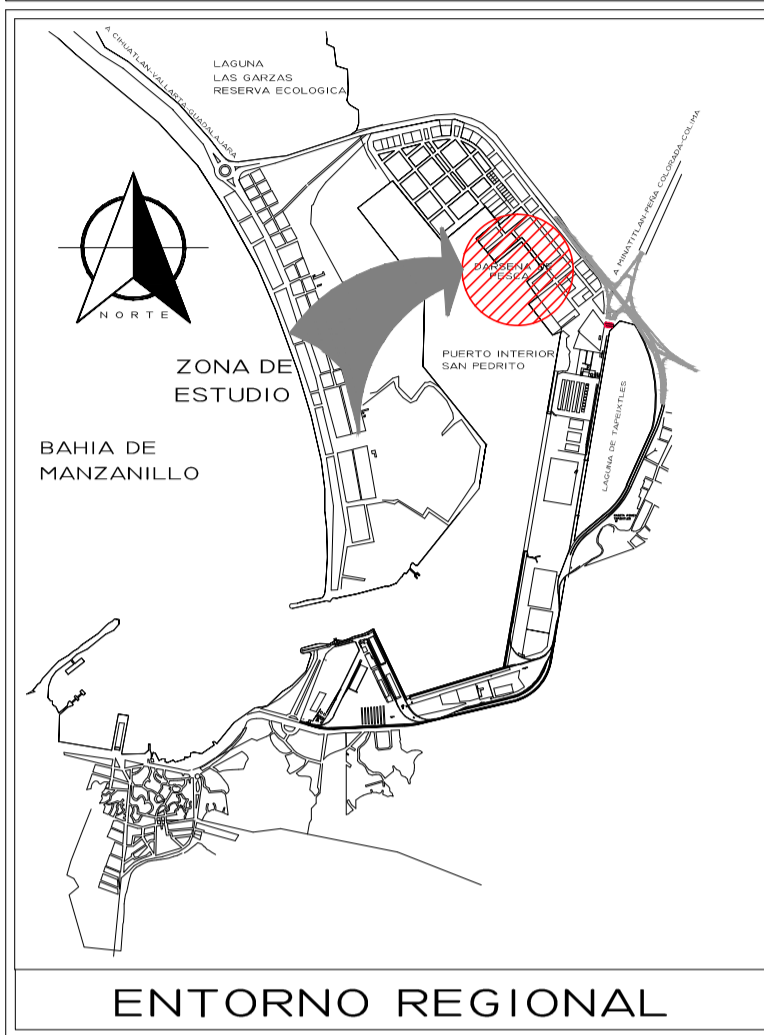 A CIHUATLAN-VALLARTA-GUADALAJARA
LAGUNA
LAS GARZAS
RESERVA ECOLOGICA
A MINATITLAN-PEÑA COLORADA-COLIMA
NORTE
DARSENA DE
PESCA
ZONA DE
ESTUDIO
PUERTO INTERIOR
SAN PEDRITO
LAGUNA DE TAPEIXTLES
BAHIA DE
MANZANILLO
ENTORNO REGIONAL